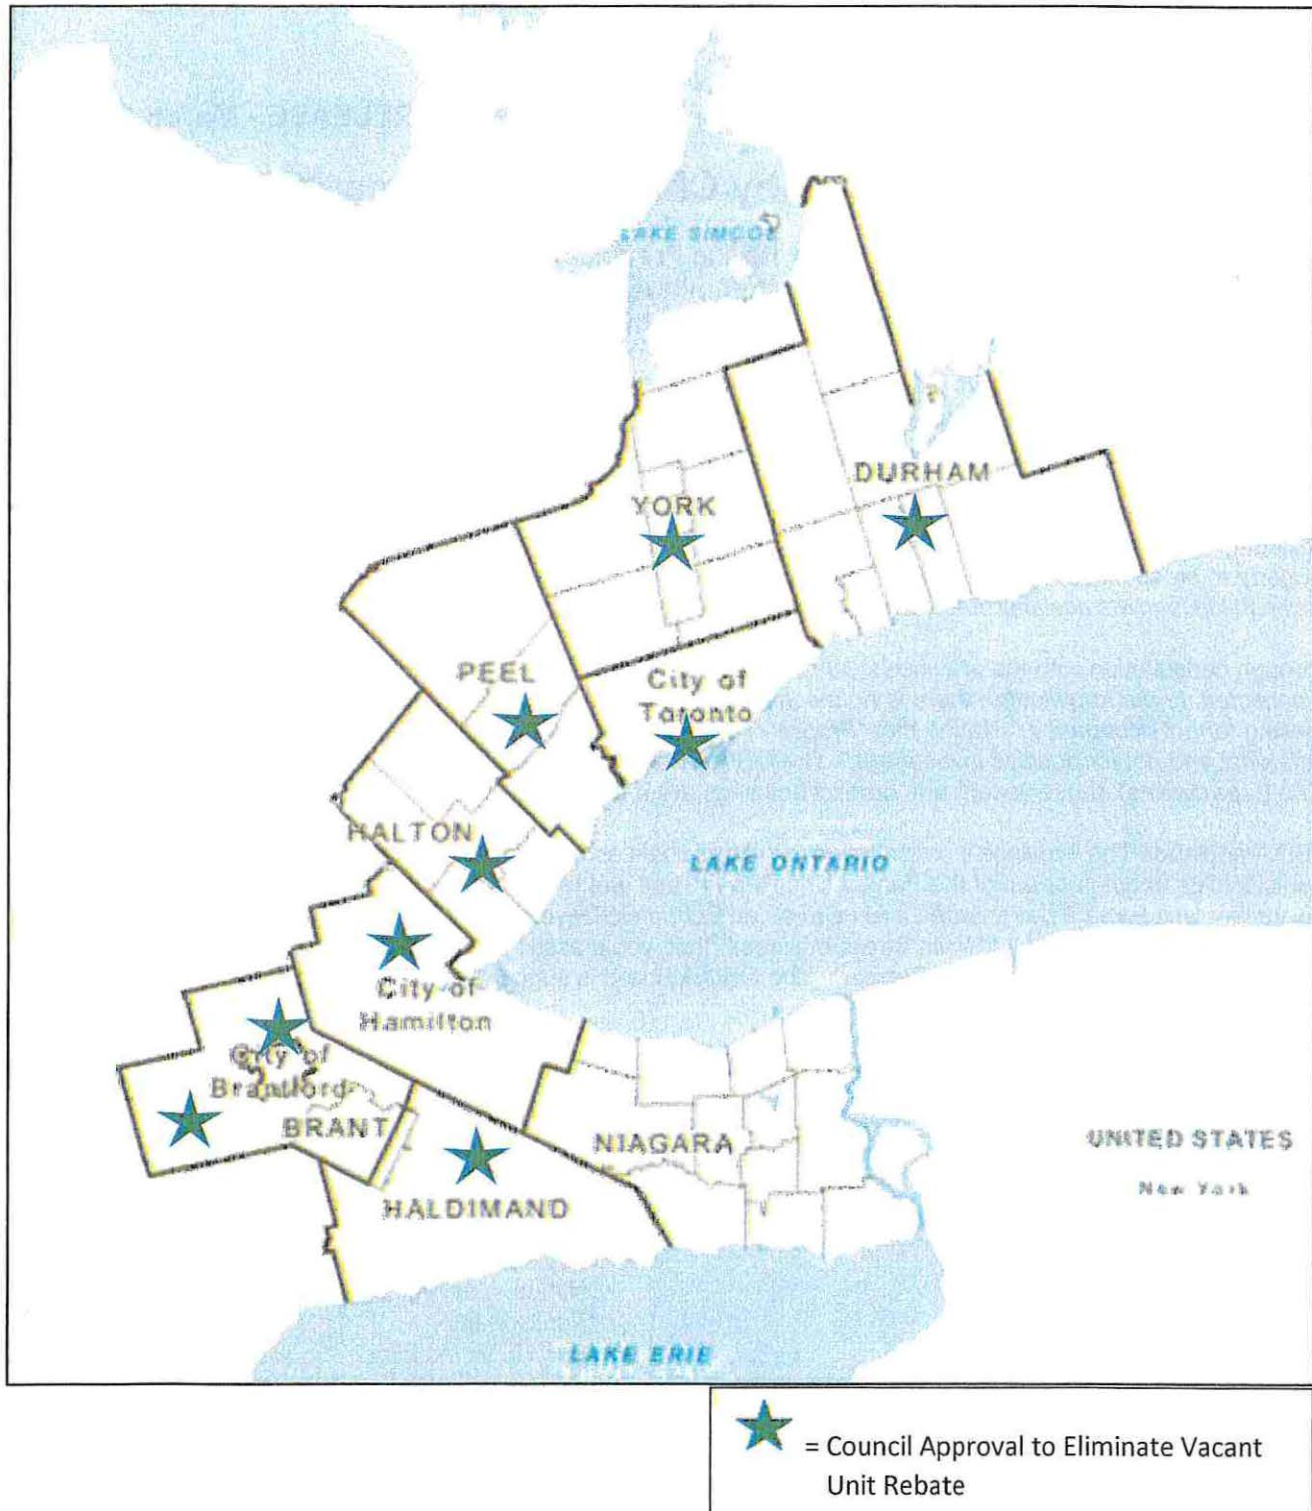 LAKE SIMCOE
DURHAM
YORK
PEEL
City of
Toronto
HALTON
LAKE ONTARIO
City of
Hamilton
City of
Brantford
BRANT
NIAGARA
UNITED STATES
New York
HALDIMAND
LAKE ERIE
= Council Approval to Eliminate Vacant
Unit Rebate